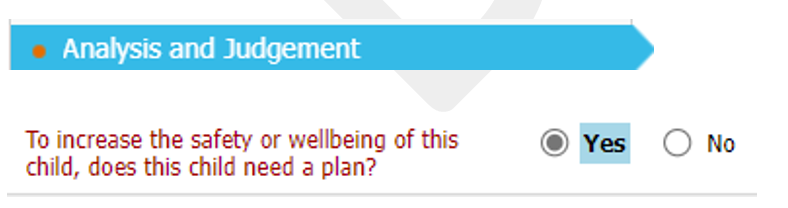 Analysis and Judgement
To increase the safety or wellbeing of this
child, does this child need a plan?
Yes
No